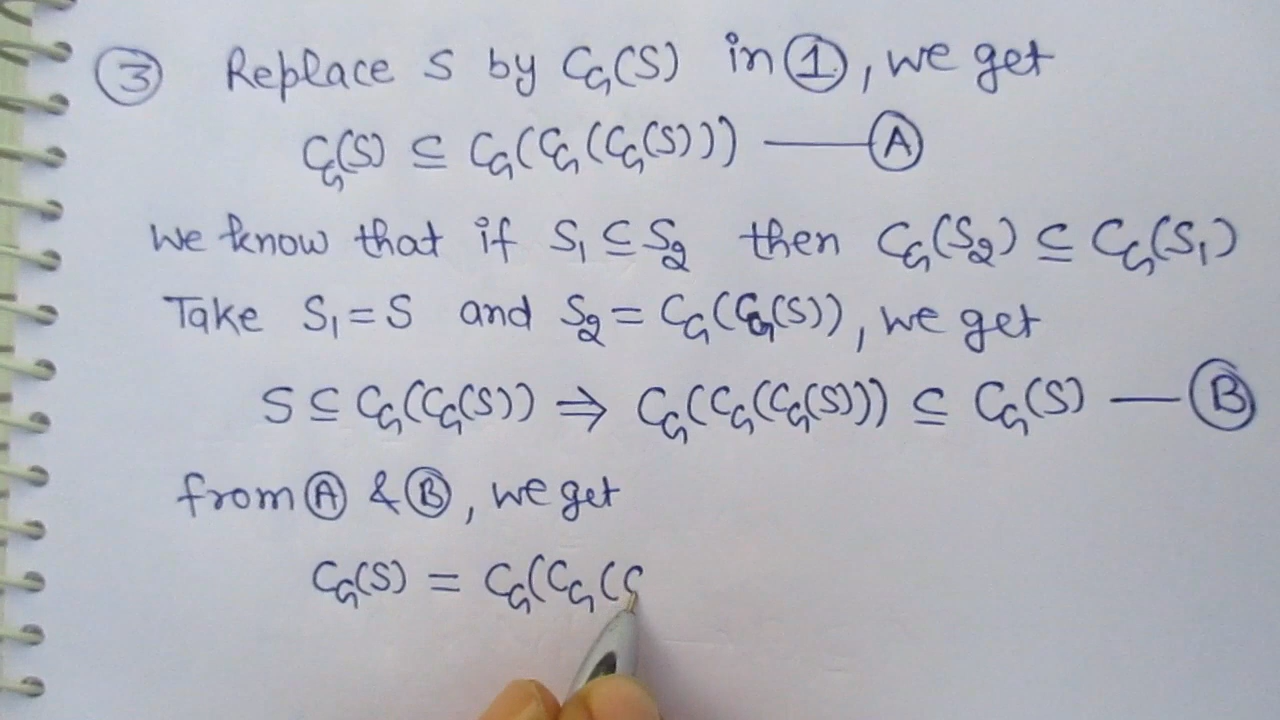 ③ Replace S by C_G(S) in ①, we get
C_G(S) ⊆ C_G(C_G(C_G(S))) —— Ⓐ
We know that if S₁ ⊆ S₂ then C_G(S₂) ⊆ C_G(S₁)
Take S₁ = S and S₂ = C_G(C_G(S)), we get
S ⊆ C_G(C_G(S)) ⇒ C_G(C_G(C_G(S))) ⊆ C_G(S) — Ⓑ
from Ⓐ & Ⓑ, we get
C_G(S) = C_G(C_G(C